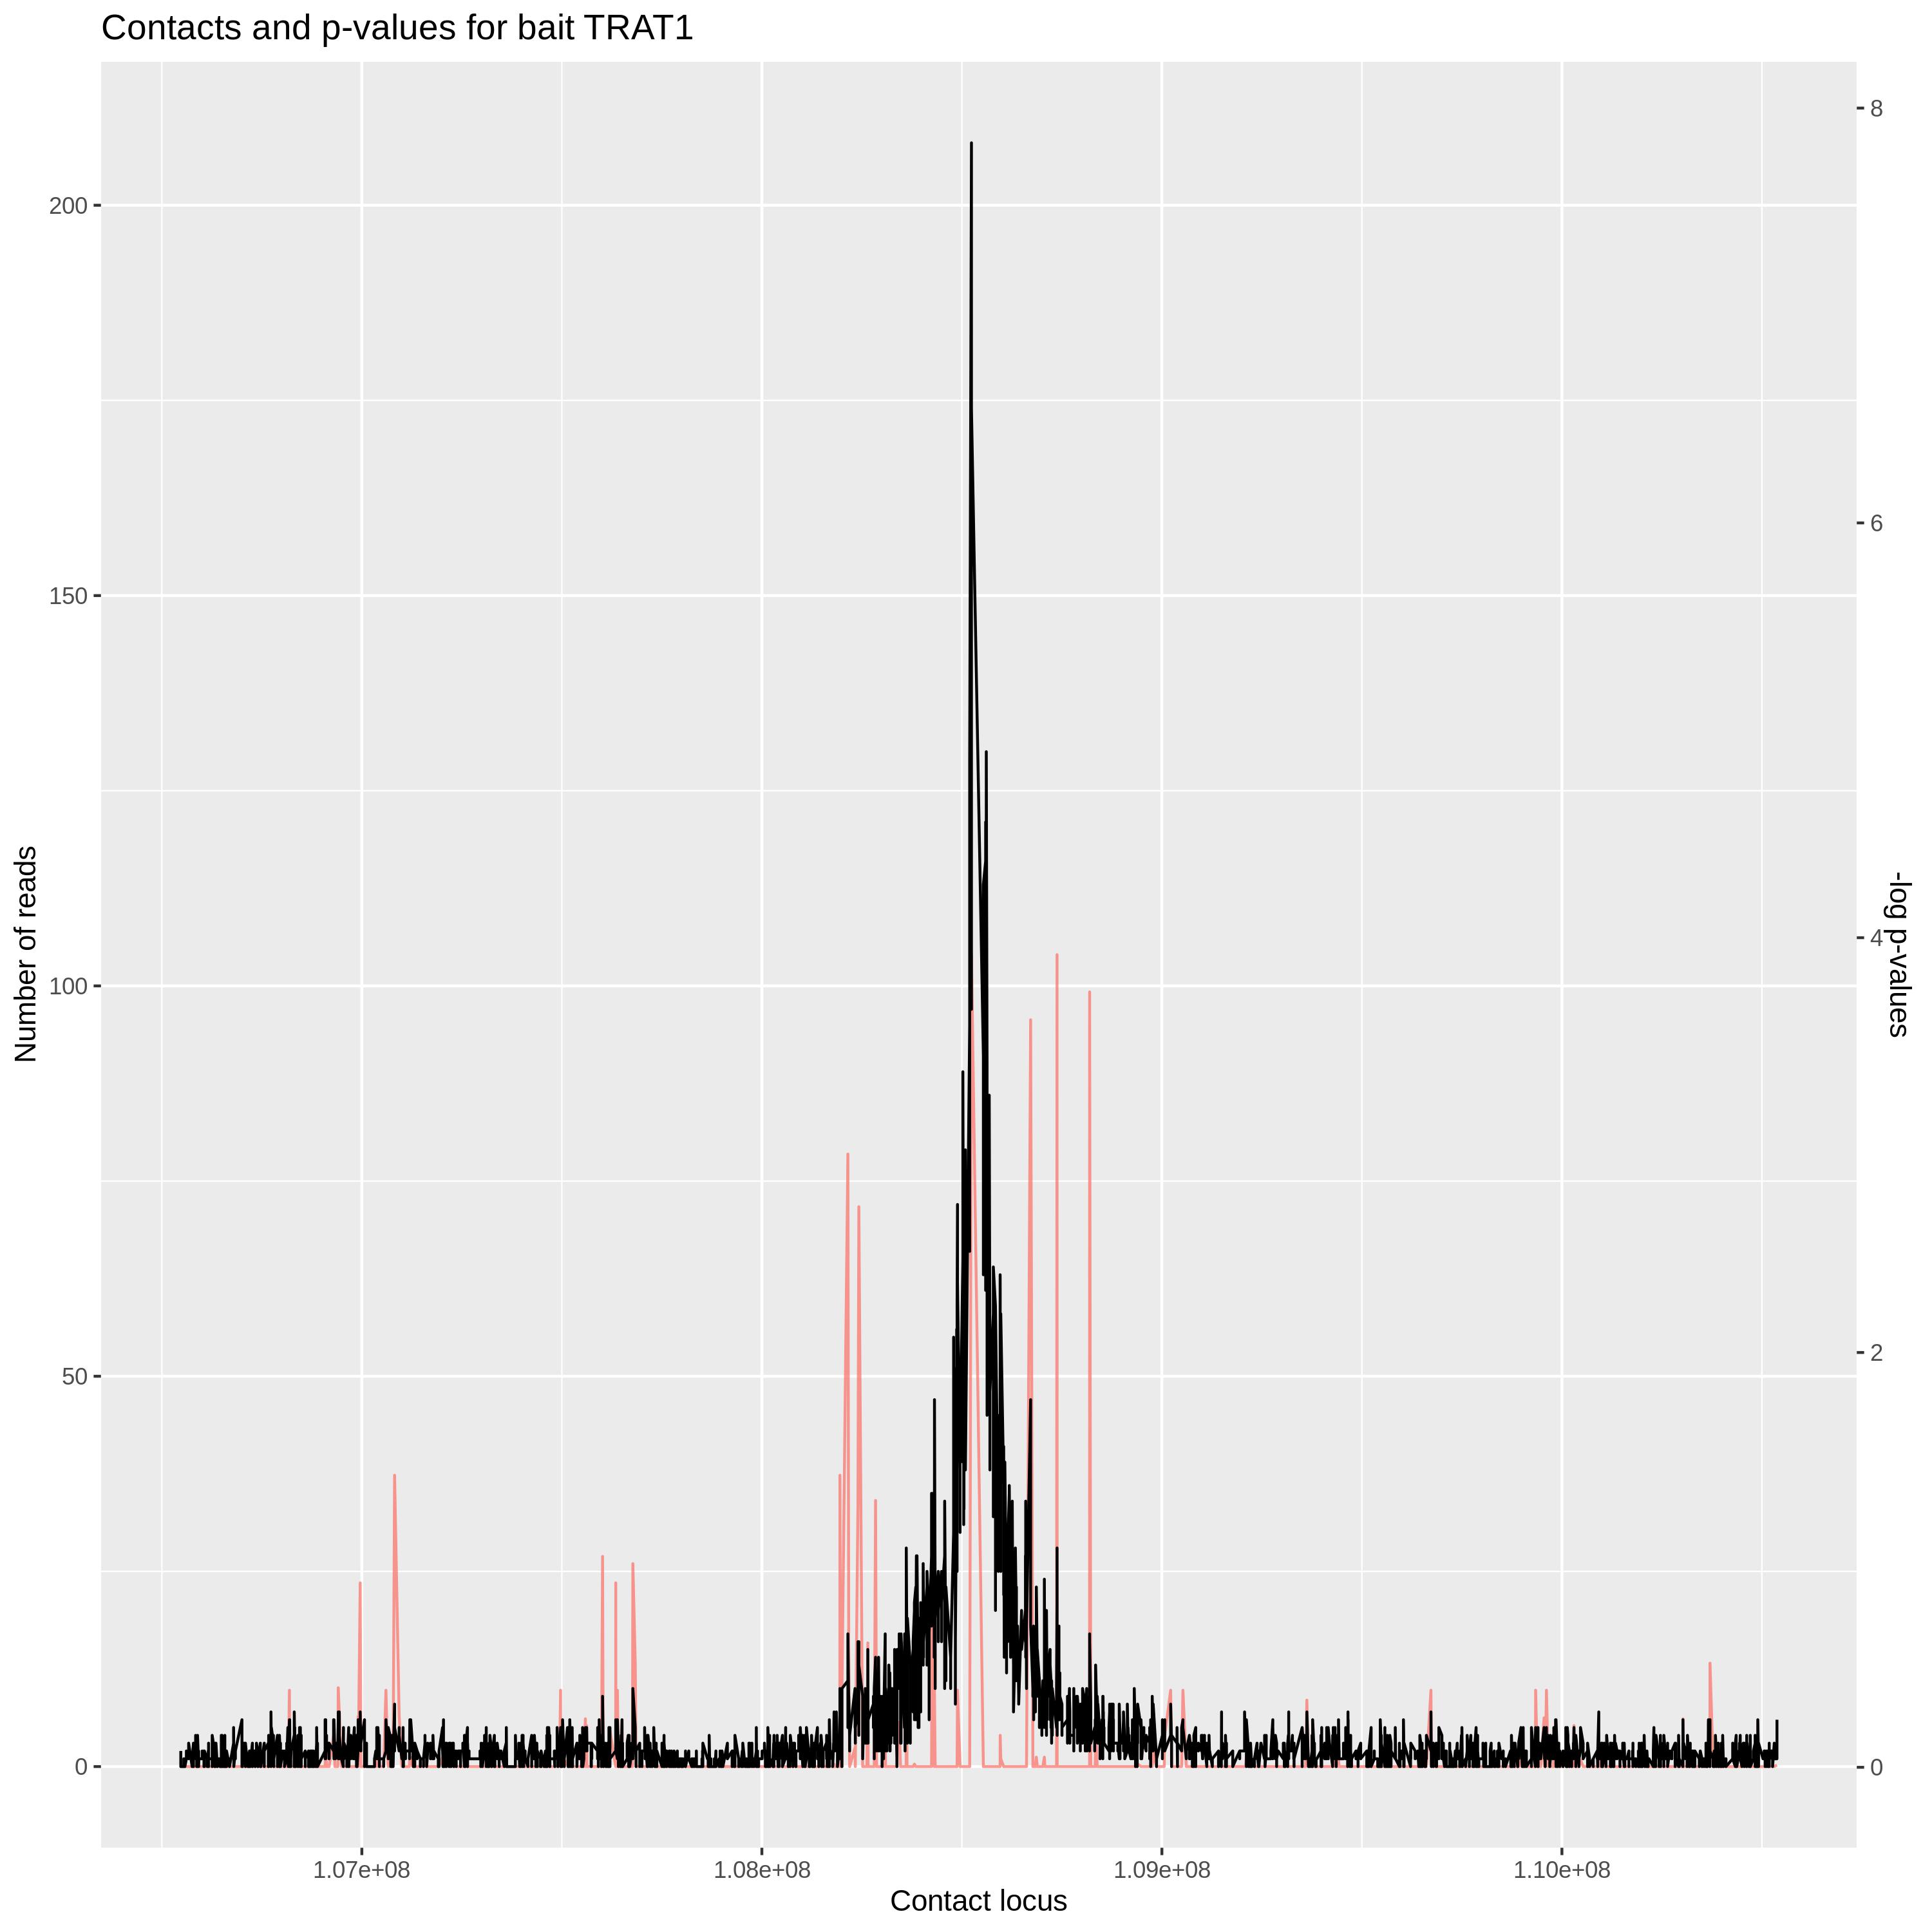 Contacts and p-values for bait TRAT1
Number of reads
200
150
100
50
0
8
6
4
2
0
-log p-values
1.07e+08
1.08e+08
1.09e+08
1.10e+08
Contact locus